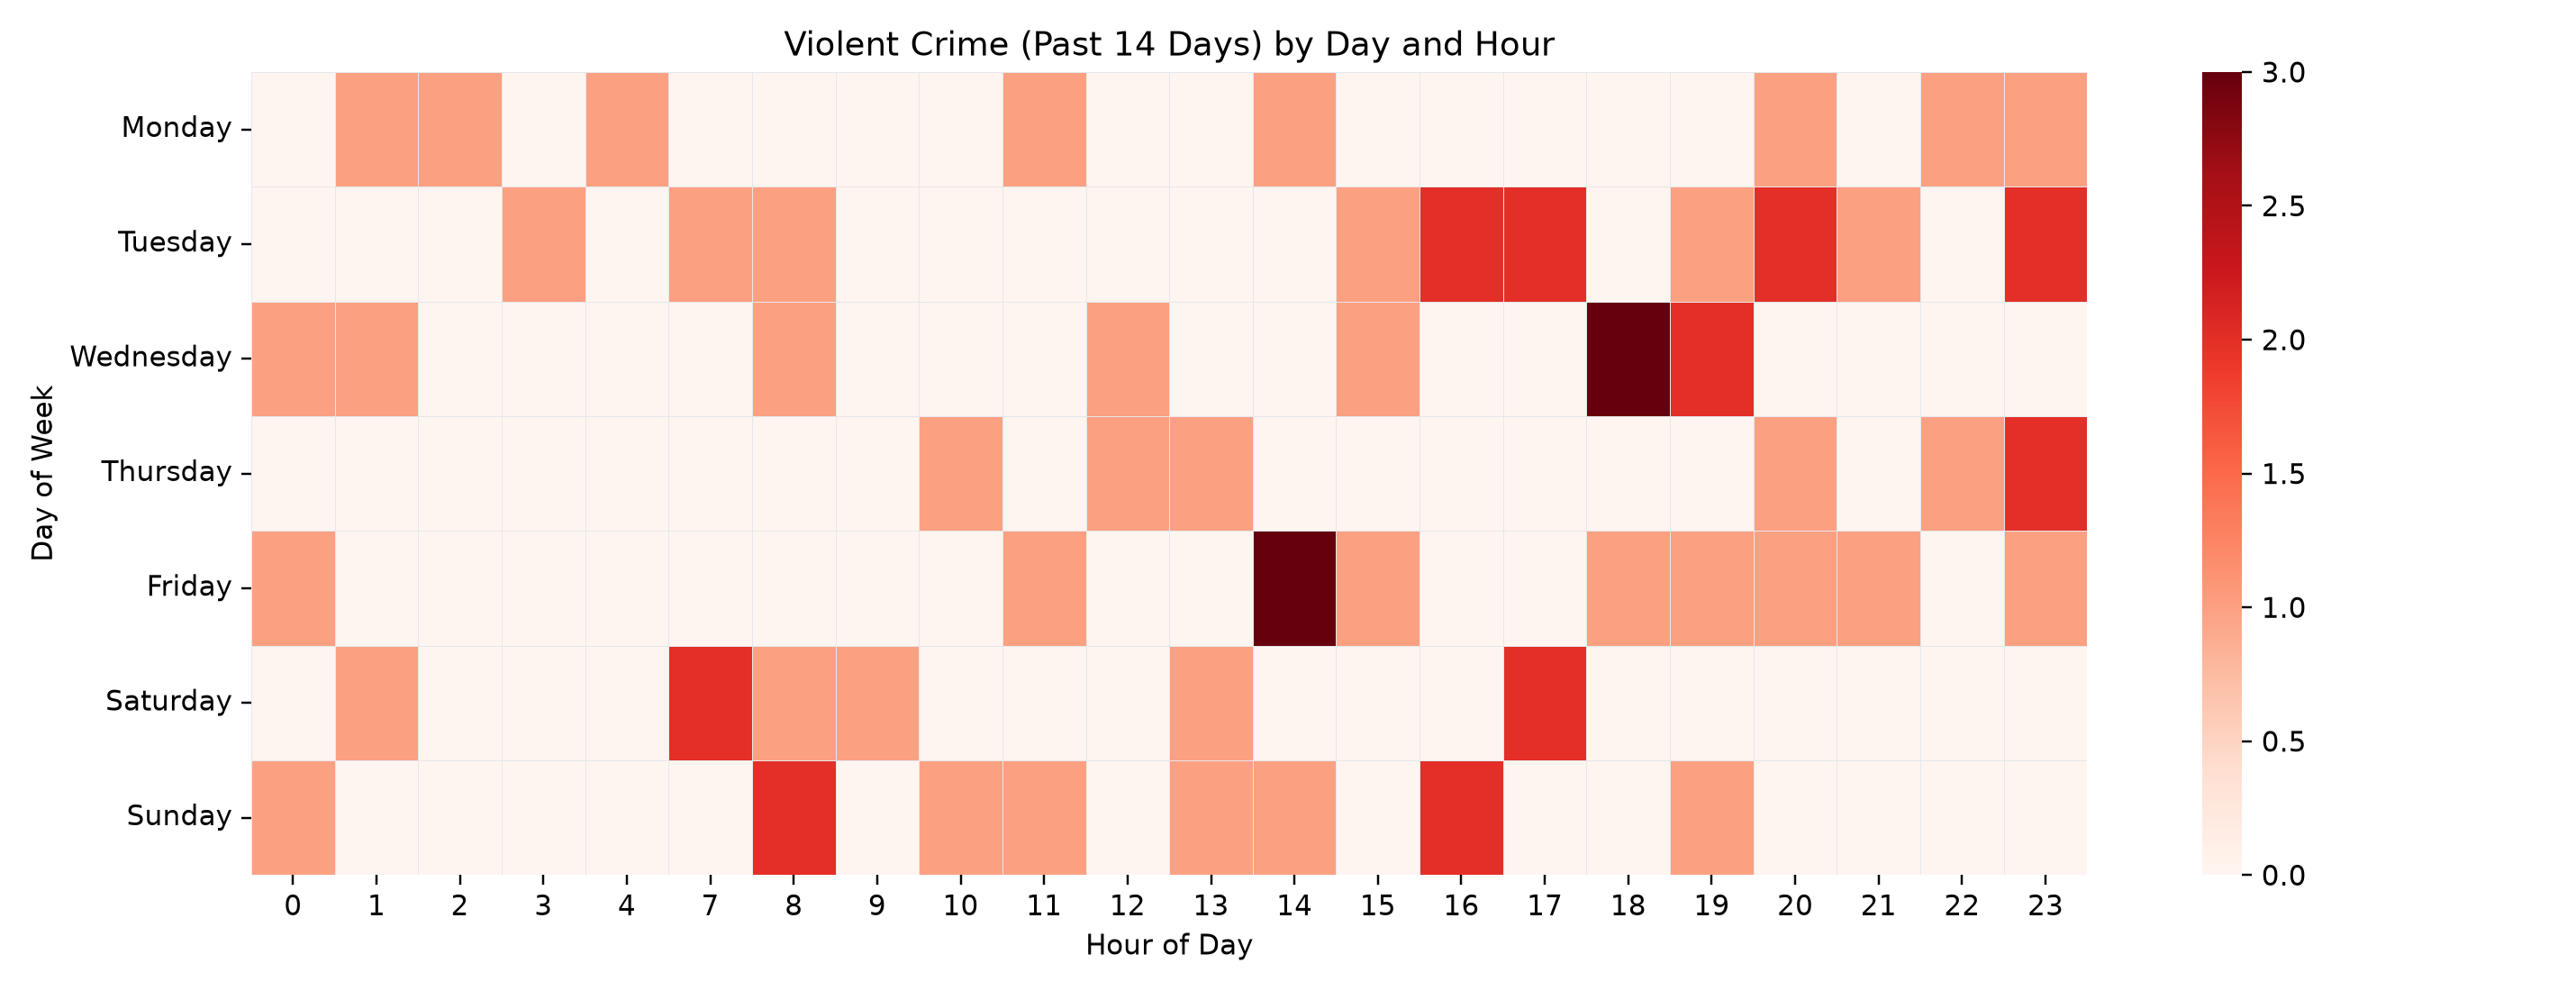 Violent Crime (Past 14 Days) by Day and Hour
Day of Week
Monday
Tuesday
Wednesday
Thursday
Friday
Saturday
Sunday
0 1 2 3 4 7 8 9 10 11 12 13 14 15 16 17 18 19 20 21 22 23
Hour of Day
3.0
2.5
2.0
1.5
1.0
0.5
0.0